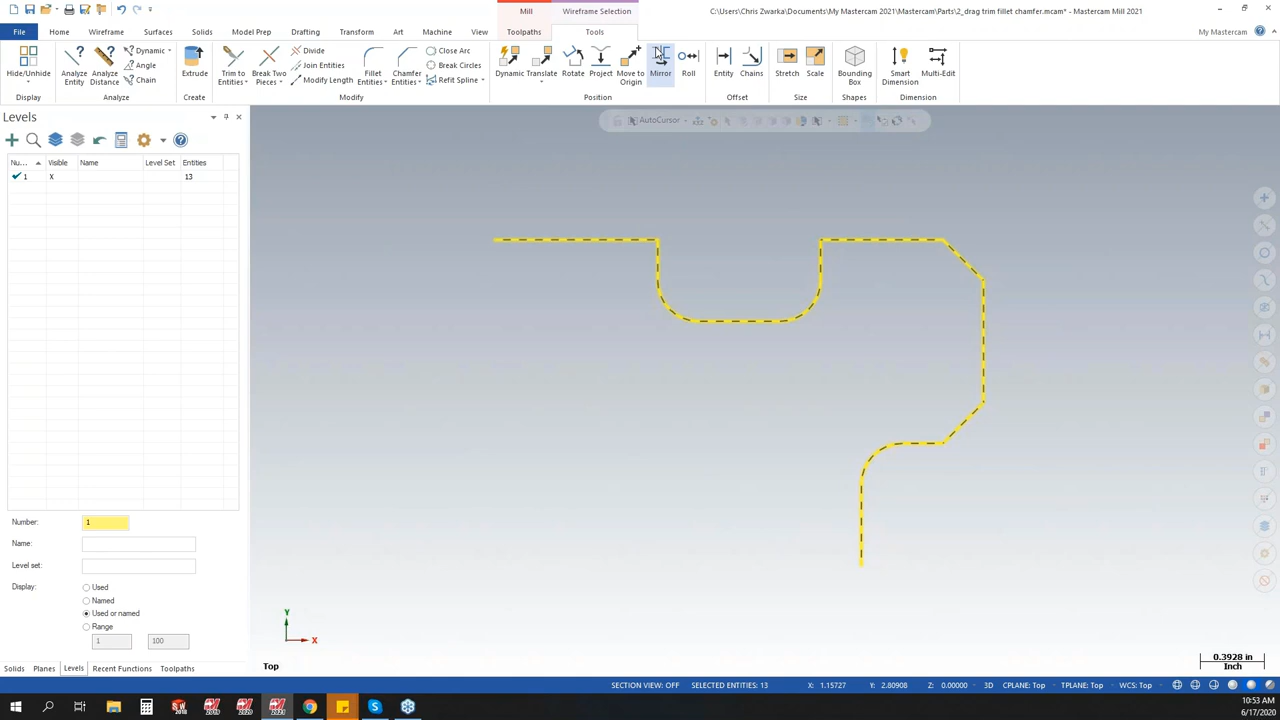 Mill
Wireframe Selection
C:\Users\Chris Zwarka\Documents\My Mastercam 2021\Mastercam\Parts\2_drag trim fillet chamfer.mcam* - Mastercam Mill 2021
File
Home
Wireframe
Surfaces
Solids
Model Prep
Drafting
Transform
Art
Machine
View
Toolpaths
Tools
My Mastercam
Hide/Unhide
Display
Analyze Entity
Analyze Distance
Dynamic
Angle
Chain
Analyze
Extrude
Create
Trim to Entities
Break Two Pieces
Divide
Join Entities
Modify Length
Fillet Entities
Chamfer Entities
Close Arc
Break Circles
Refit Spline
Modify
Dynamic
Translate
Rotate
Project
Move to Origin
Mirror
Roll
Position
Entity
Chains
Offset
Stretch
Scale
Size
Bounding Box
Shapes
Smart Dimension
Multi-Edit
Dimension
Levels
AutoCursor
Nu...
Visible
Name
Level Set
Entities
1
X
13
Number:
1
Name:
Level set:
Display:
Used
Named
Used or named
Range
1
100
Y
X
Top
0.3928 in
Inch
Solids
Planes
Levels
Recent Functions
Toolpaths
SECTION VIEW: OFF
SELECTED ENTITIES: 13
X: 1.15727
Y: 2.80908
Z: 0.00000
3D
CPLANE: Top
TPLANE: Top
WCS: Top
10:53 AM
6/17/2020